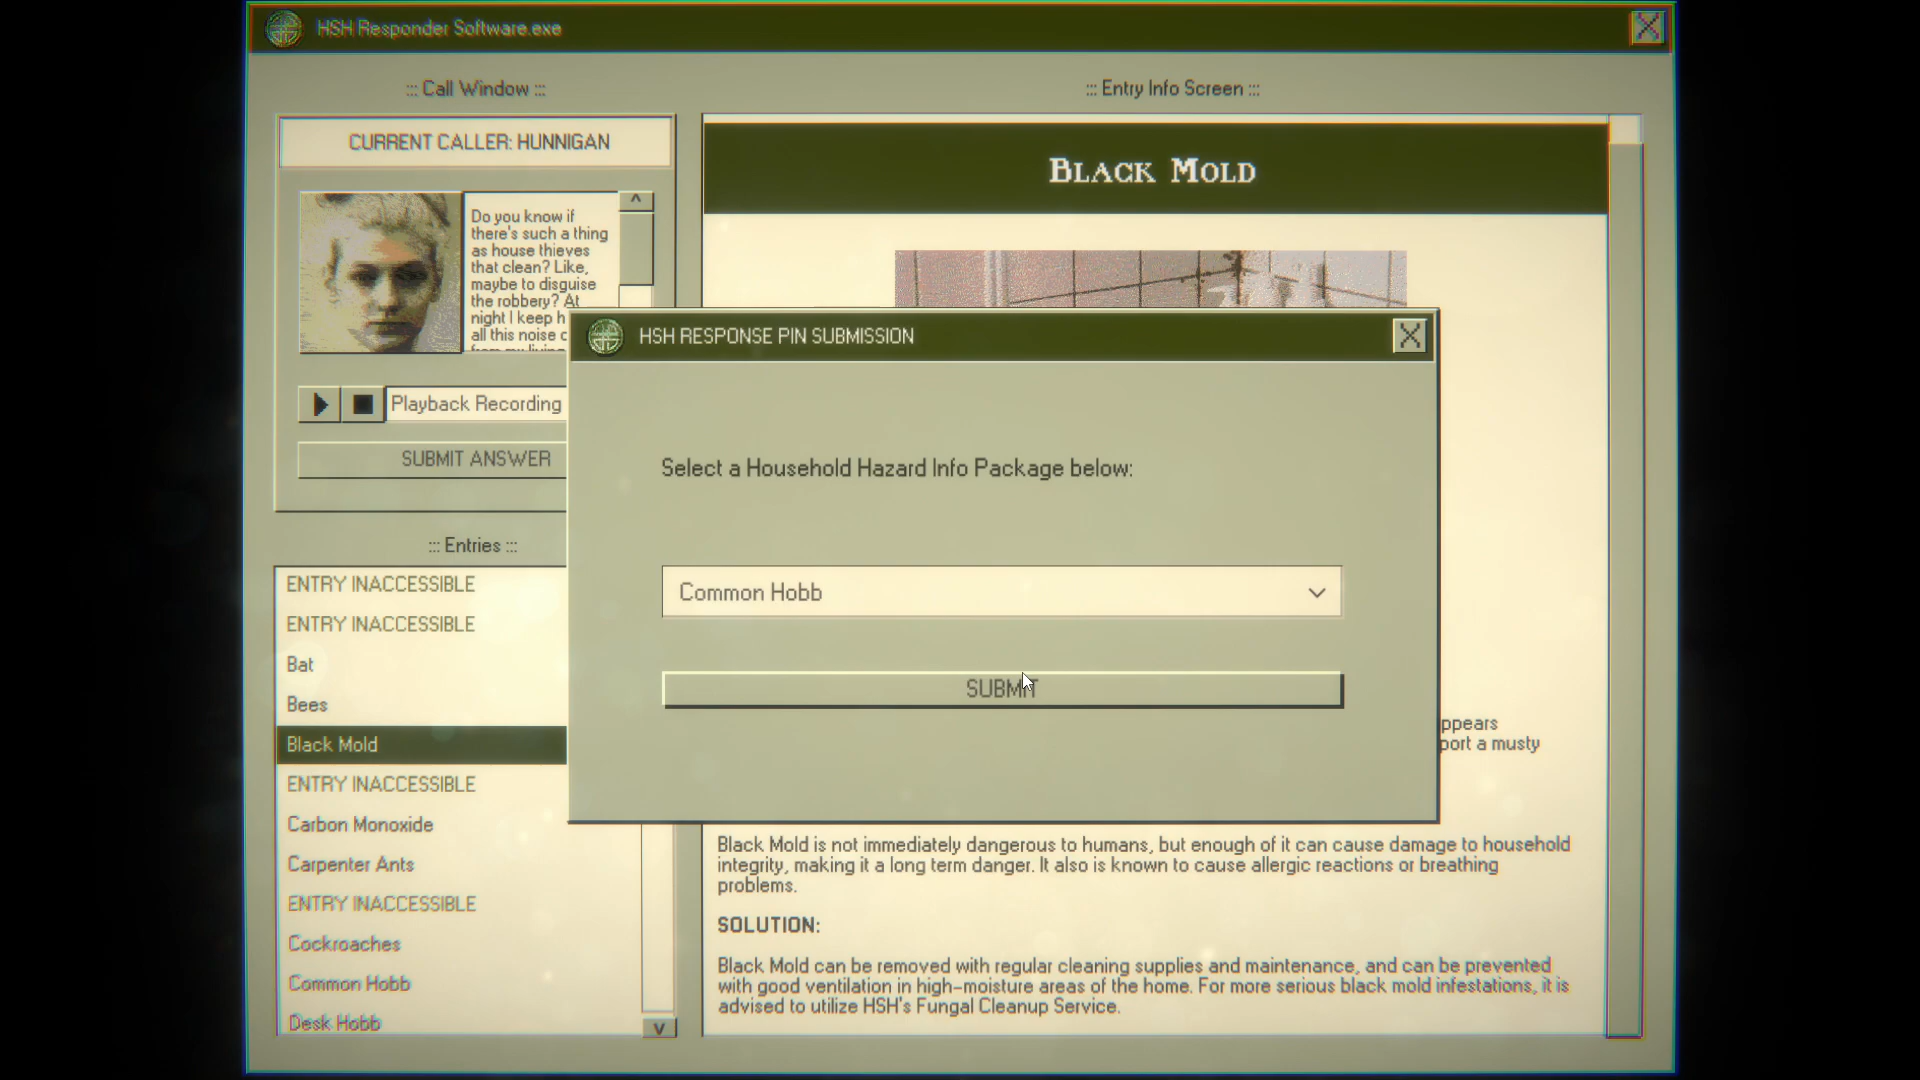 HSH Responder Software.exe
::: Call Window :::
CURRENT CALLER: HUNNIGAN
Do you know if
there's such a thing
as house thieves
that clean? Like,
maybe to disguise
the robbery? At
night I keep h
all this noise
Playback Recording
SUBMIT ANSWER
::: Entries :::
ENTRY INACCESSIBLE
ENTRY INACCESSIBLE
Bat
Bees
Black Mold
ENTRY INACCESSIBLE
Carbon Monoxide
Carpenter Ants
ENTRY INACCESSIBLE
Cockroaches
Common Hobb
Desk Hobb
::: Entry Info Screen :::
BLACK MOLD
HSH RESPONSE PIN SUBMISSION
Select a Household Hazard Info Package below:
Common Hobb
SUBMIT
ppears
port a musty
Black Mold is not immediately dangerous to humans, but enough of it can cause damage to household
integrity, making it a long term danger. It also is known to cause allergic reactions or breathing
problems.
SOLUTION:
Black Mold can be removed with regular cleaning supplies and maintenance, and can be prevented
with good ventilation in high-moisture areas of the home. For more serious black mold infestations, it is
advised to utilize HSH's Fungal Cleanup Service.